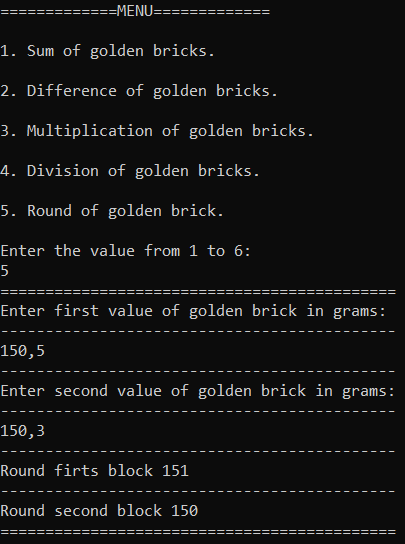 =============MENU=============
1. Sum of golden bricks.
2. Difference of golden bricks.
3. Multiplication of golden bricks.
4. Division of golden bricks.
5. Round of golden brick.
Enter the value from 1 to 6:
5
============================================
Enter first value of golden brick in grams:
--------------------------------------------
150,5
--------------------------------------------
Enter second value of golden brick in grams:
--------------------------------------------
150,3
--------------------------------------------
Round firts block 151
--------------------------------------------
Round second block 150
============================================